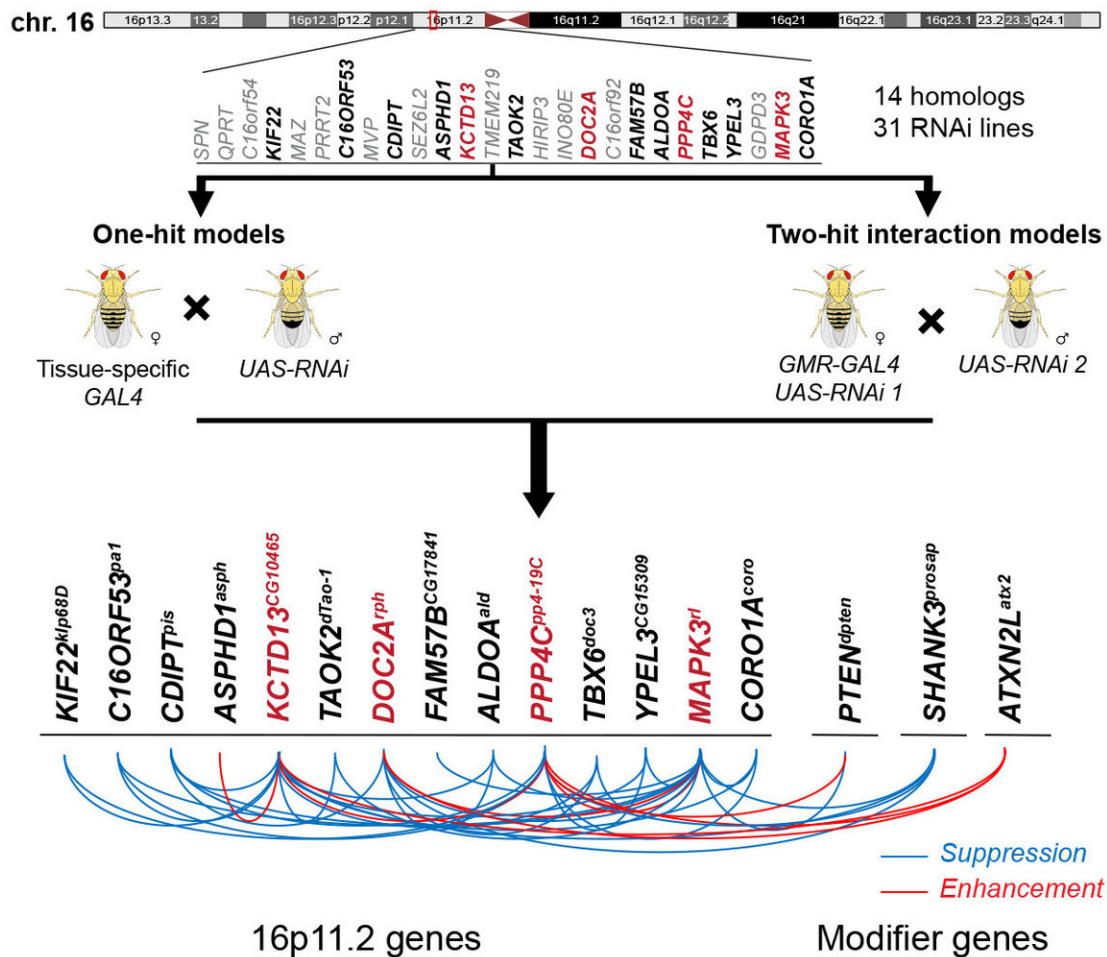 chr. 16
16p13.3 13.2 16p12.3 p12.2 p12.1 16p11.2 16q11.2 16q12.1 16q12.2 16q21 16q22.1 16q23.1 23.2 23.3 q24.1
SPN
QPRT
C16orf54
KIF22
MAZ
PRRT2
C16ORF53
MVP
CDIPT
SEZ6L2
ASPHD1
KCTD13
TMEM219
TAOK2
HIRIP3
INO80E
DOC2A
C16orf92
FAM57B
ALDOA
PPP4C
TBX6
YPEL3
GDPD3
MAPK3
CORO1A
14 homologs
31 RNAi lines
One-hit models
Two-hit interaction models
♀ × ♂
♀ × ♂
Tissue-specific
GAL4
UAS-RNAi
GMR-GAL4
UAS-RNAi 1
UAS-RNAi 2
KIF22klp68D
C16ORF53pa1
CDIPTpis
ASPHD1asph
KCTD13CG10465
TAOK2dTao-1
DOC2Arph
FAM57BCG17841
ALDOAald
PPP4Cpp4-19C
TBX6doc3
YPEL3CG15309
MAPK3rl
CORO1Acoro
PTENdpten
SHANK3prosap
ATXN2Latx2
Suppression
Enhancement
16p11.2 genes
Modifier genes